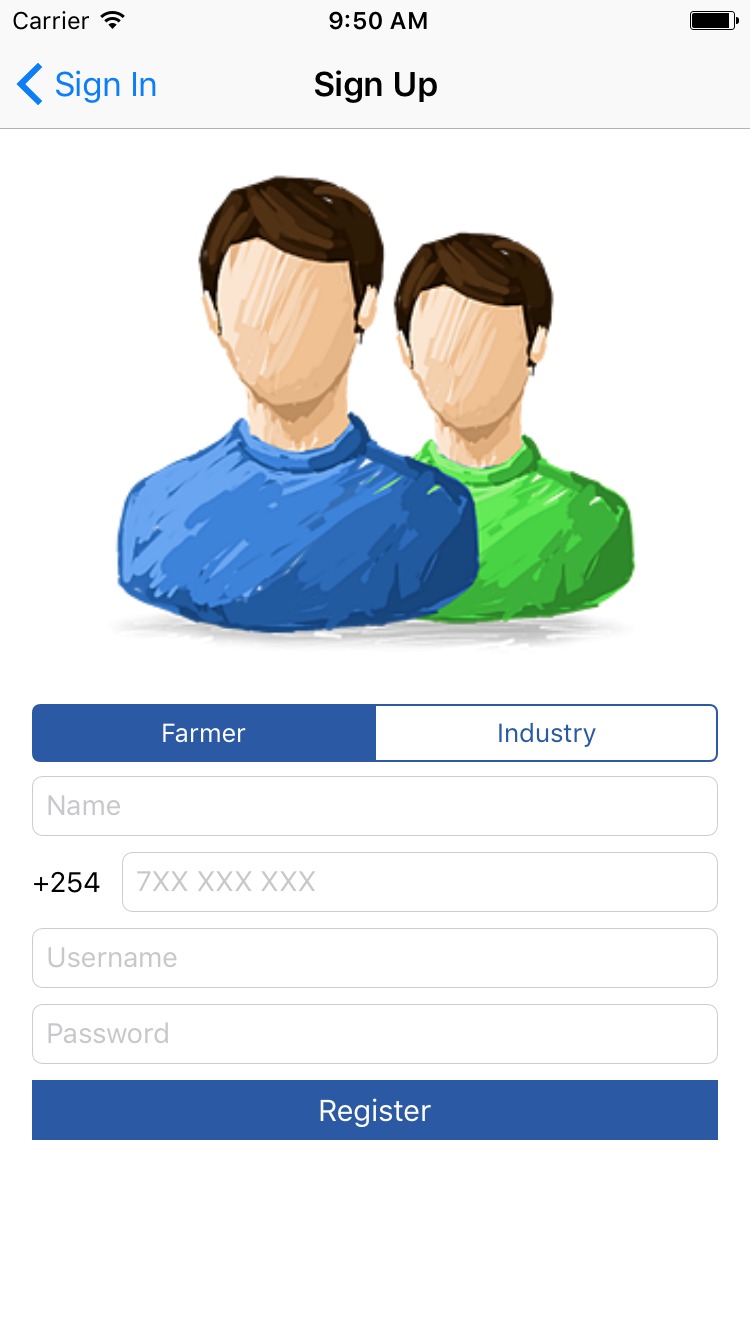 Carrier 9:50 AM
Sign In Sign Up
Farmer Industry
Name
+254 7XX XXX XXX
Username
Password
Register